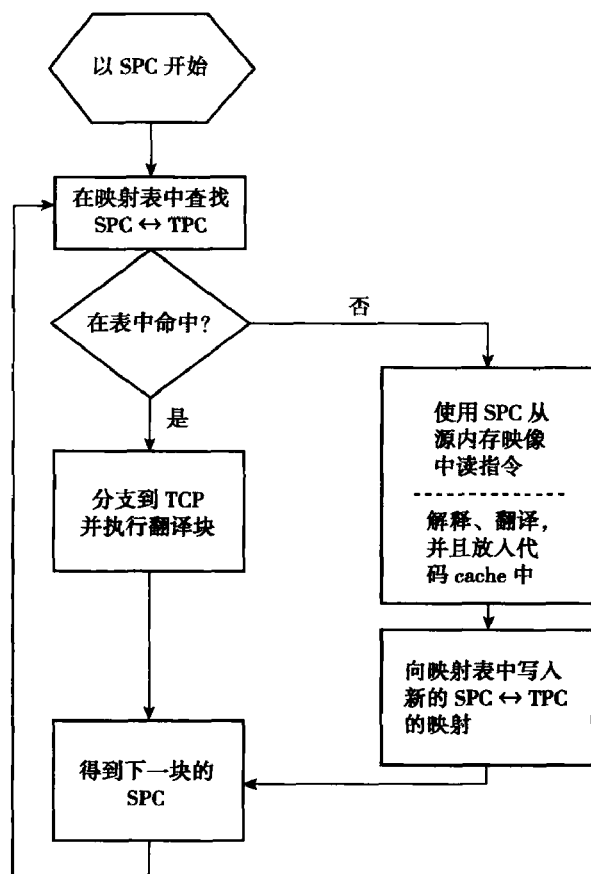 以 SPC 开始
在映射表中查找
SPC ↔ TPC
在表中命中？
否
是
使用 SPC 从
源内存映像
中读指令
解释、翻译，
并且放入代
码 cache 中
分支到 TCP
并执行翻译块
向映射表中写入
新的 SPC ↔ TPC
的映射
得到下一块的
SPC